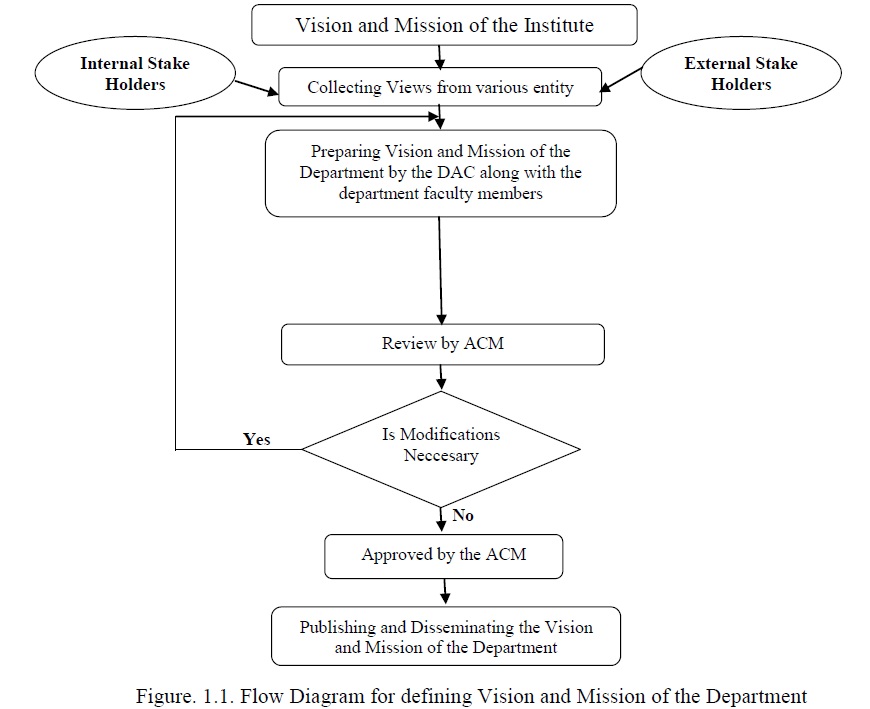 Vision and Mission of the Institute
Internal Stake
Holders
External Stake
Holders
Collecting Views from various entity
Preparing Vision and Mission of the
Department by the DAC along with the
department faculty members
Review by ACM
Is Modifications
Neccesary
Yes
No
Approved by the ACM
Publishing and Disseminating the Vision
and Mission of the Department
Figure. 1.1. Flow Diagram for defining Vision and Mission of the Department